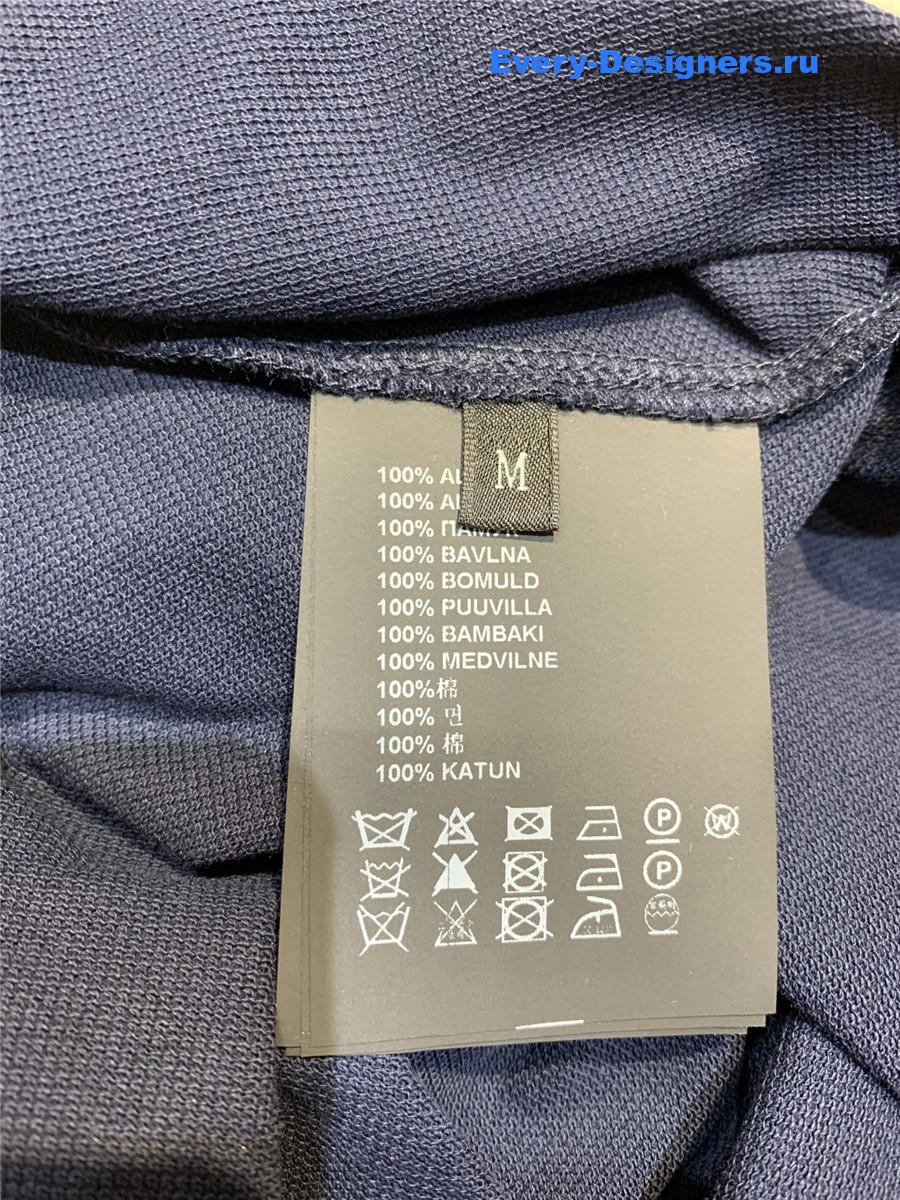 Every-Designers.ru
M
100%
100%
100% ПАМУК
100% BAVLNA
100% BOMULD
100% PUUVILLA
100% BAMBAKI
100% MEDVILNE
100%棉
100% 면
100% 棉
100% KATUN
P W
P